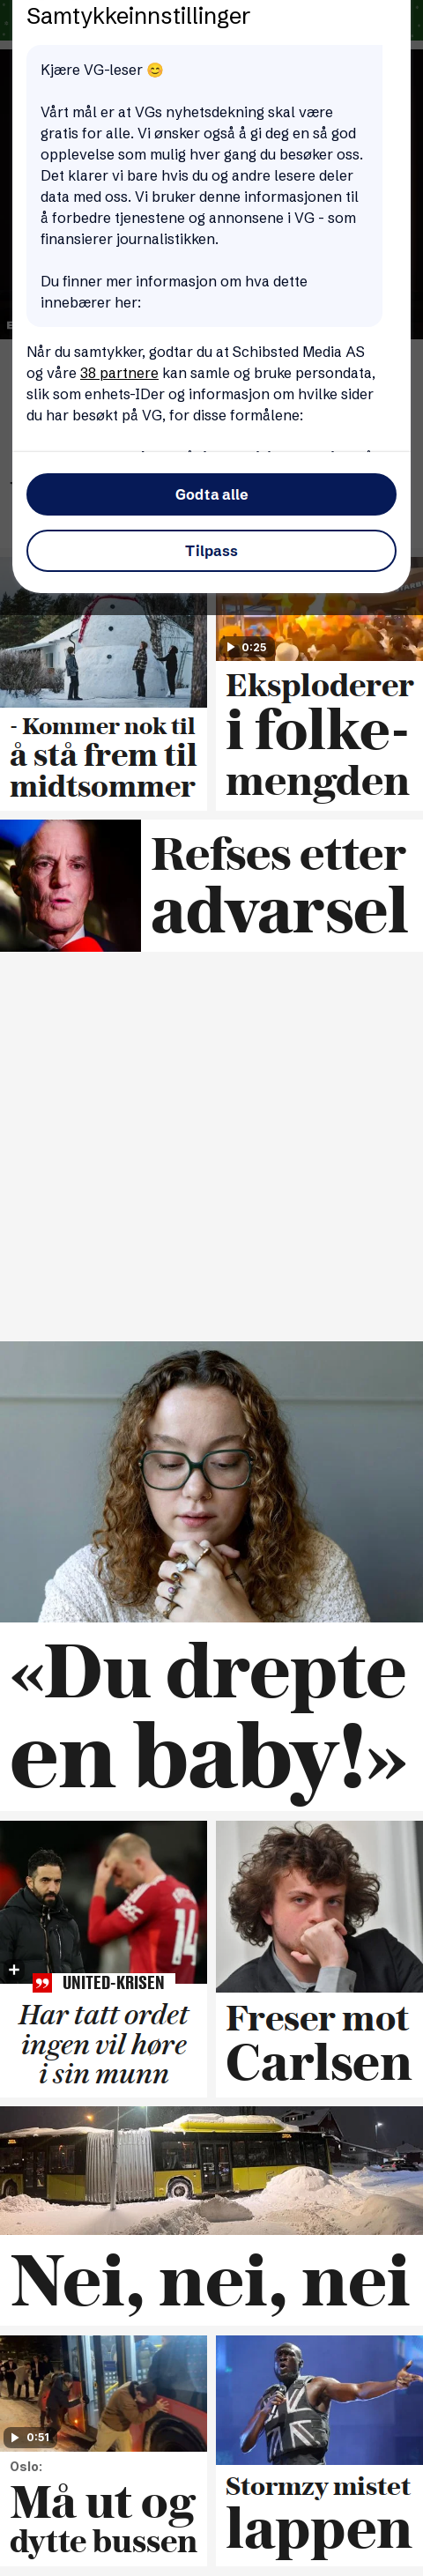 Samtykkeinnstillinger
Kjære VG-leser 😊
Vårt mål er at VGs nyhetsdekning skal være
gratis for alle. Vi ønsker også å gi deg en så god
opplevelse som mulig hver gang du besøker oss.
Det klarer vi bare hvis du og andre lesere deler
data med oss. Vi bruker denne informasjonen til
å forbedre tjenestene og annonsene i VG - som
finansierer journalistikken.
Du finner mer informasjon om hva dette
innebærer her:
Når du samtykker, godtar du at Schibsted Media AS
og våre 38 partnere kan samle og bruke persondata,
slik som enhets-IDer og informasjon om hvilke sider
du har besøkt på VG, for disse formålene:
Godta alle
Tilpass
- Kommer nok til
å stå frem til
midtsommer
0:25
Eksploderer
i folke-
mengden
Refses etter
advarsel
«Du drepte
en baby!»
14
UNITED-KRISEN
Har tatt ordet
ingen vil høre
i sin munn
Freser mot
Carlsen
Nei, nei, nei
0:51
Oslo:
Må ut og
dytte bussen
Stormzy mistet
lappen